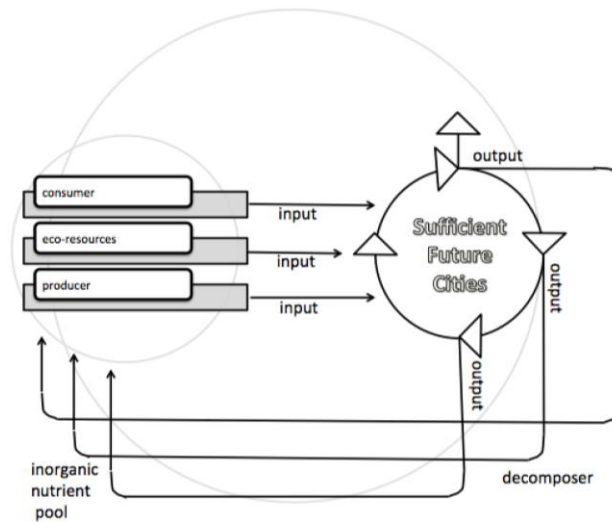 output
consumer
input
Sufficient
Future
Cities
eco-resources
input
output
producer
input
output
inorganic
nutrient
pool
decomposer